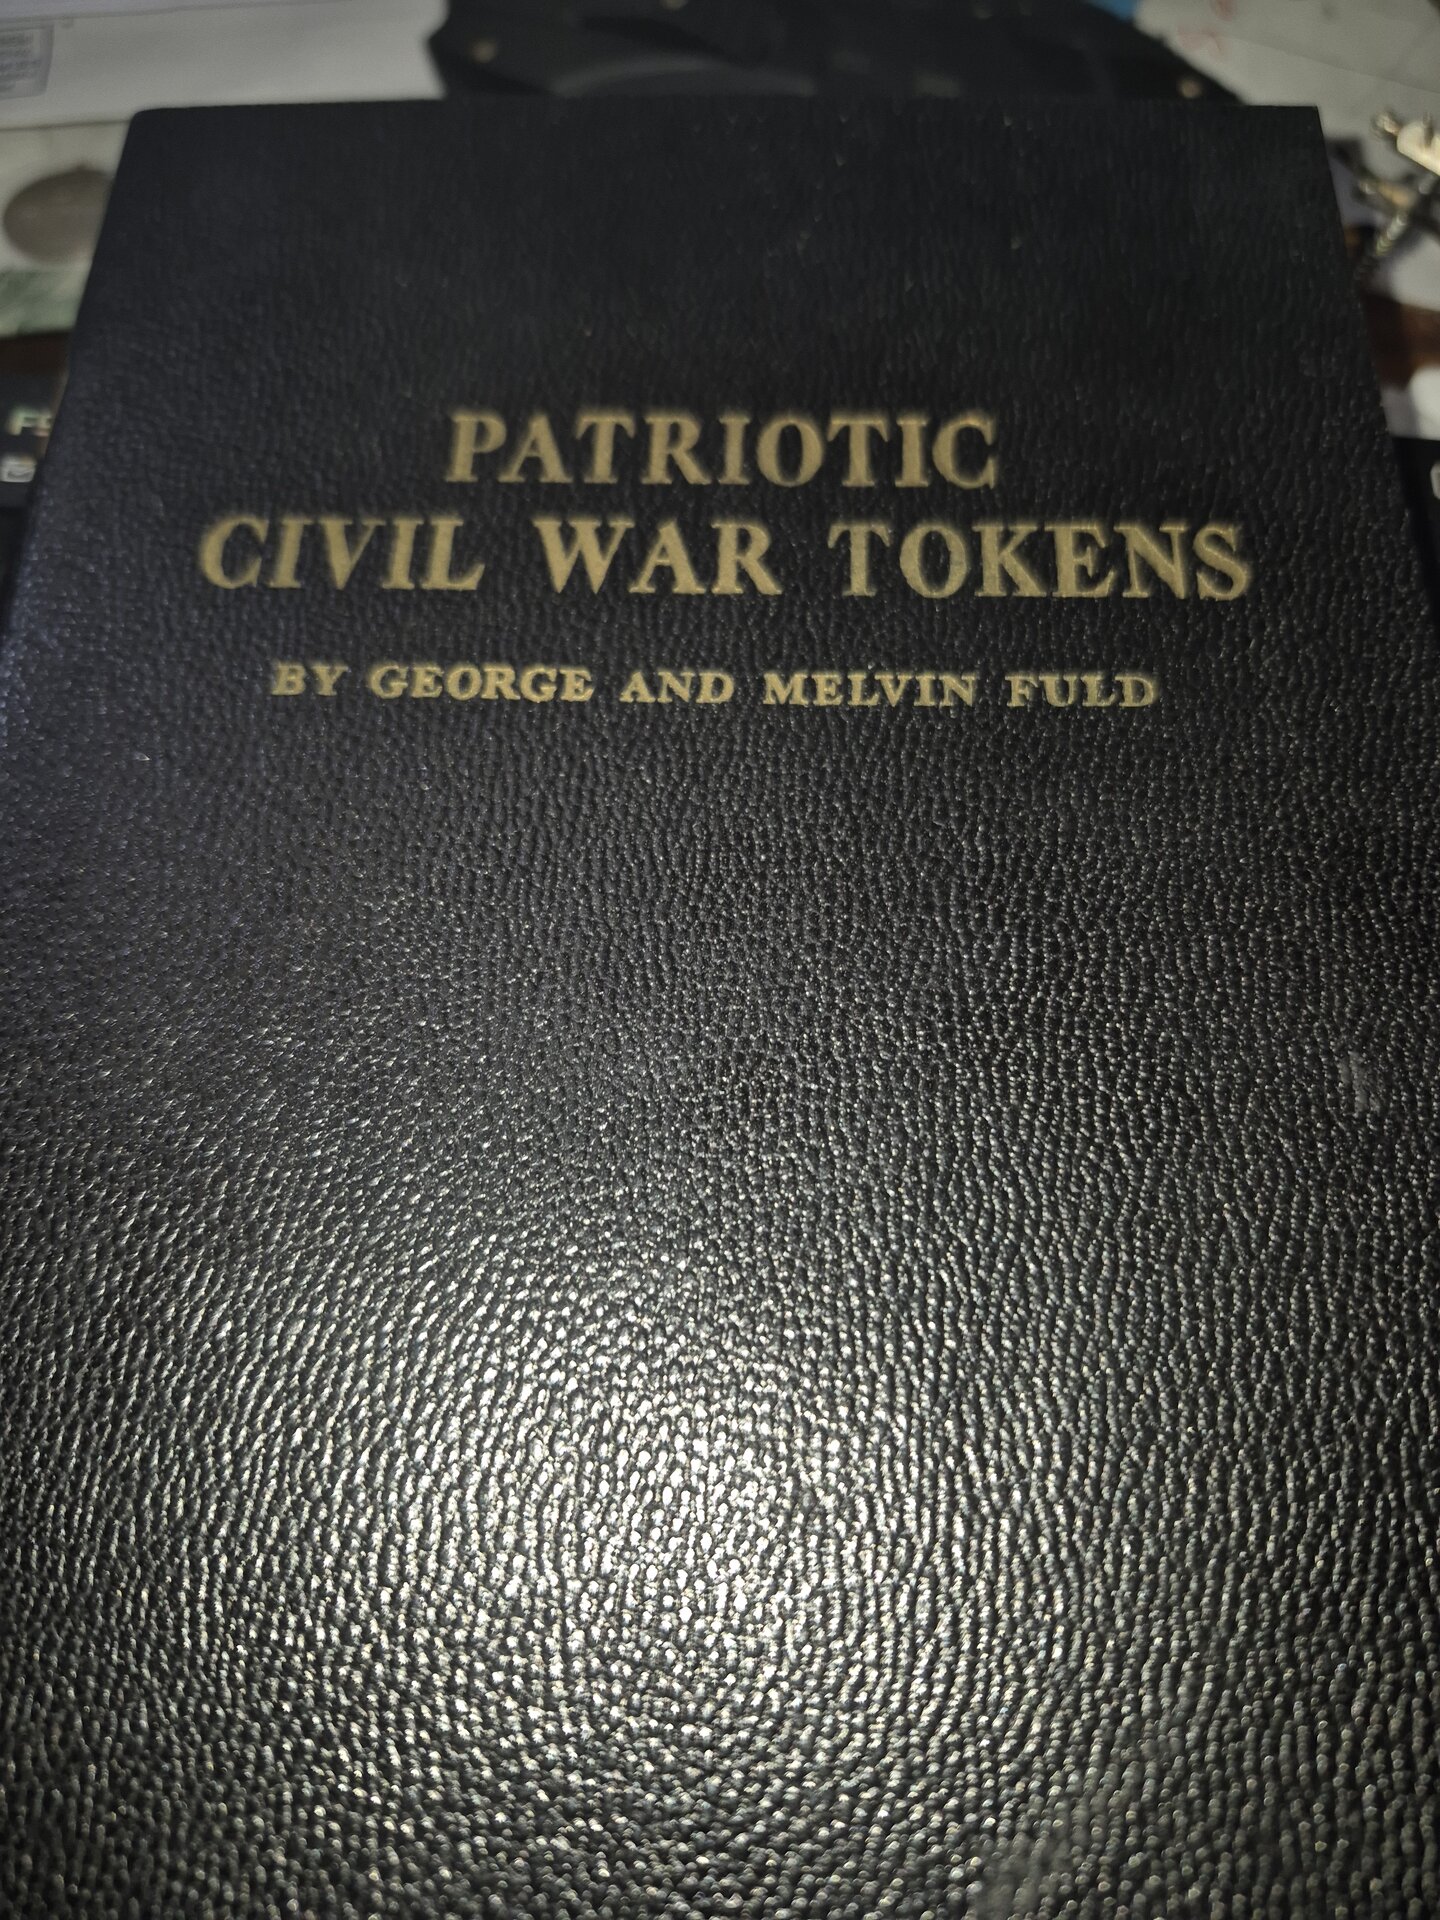 PATRIOTIC
CIVIL WAR TOKENS
BY GEORGE AND MELVIN FULD